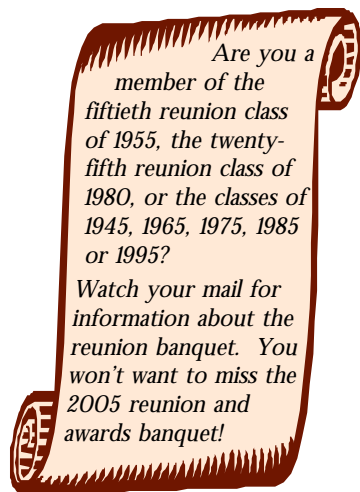 Are you a
member of the
fiftieth reunion class
of 1955, the twenty-
fifth reunion class of
1980, or the classes of
1945, 1965, 1975, 1985
or 1995?
Watch your mail for
information about the
reunion banquet.  You
won't want to miss the
2005 reunion and
awards banquet!